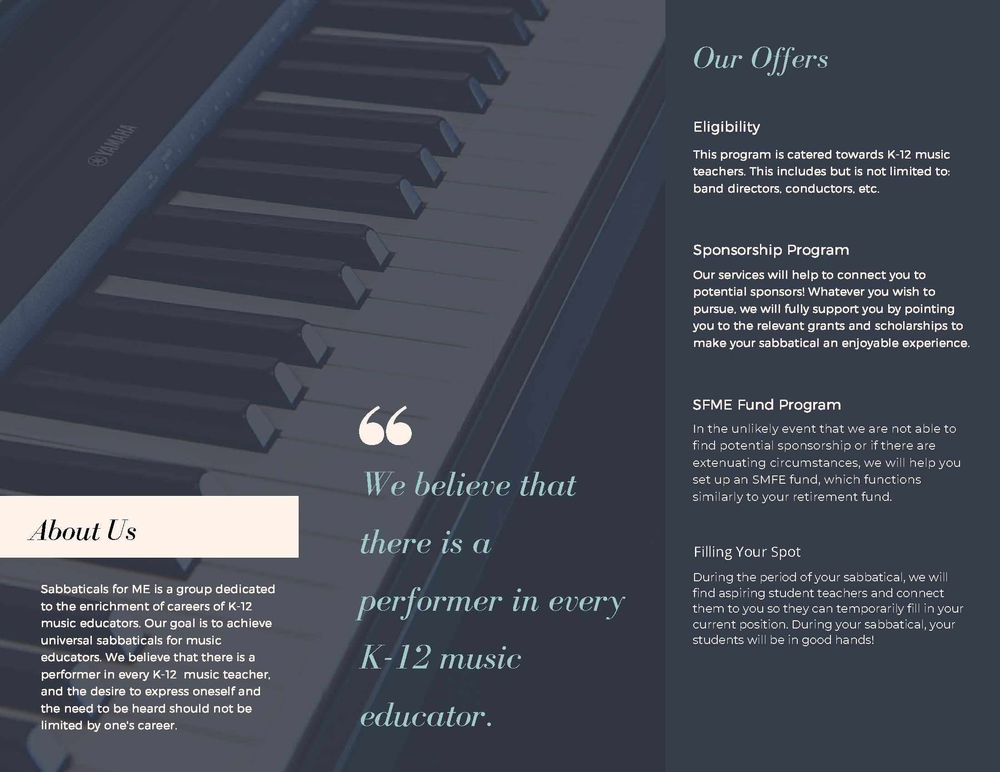 YAMAHA
About Us
Sabbaticals for ME is a group dedicated
to the enrichment of careers of K-12
music educators. Our goal is to achieve
universal sabbaticals for music
educators. We believe that there is a
performer in every K-12  music teacher,
and the desire to express oneself and
the need to be heard should not be
limited by one's career.
“
We believe that
there is a
performer in every
K-12 music
educator.
Our Offers
Eligibility
This program is catered towards K-12 music
teachers. This includes but is not limited to:
band directors, conductors, etc.
Sponsorship Program
Our services will help to connect you to
potential sponsors! Whatever you wish to
pursue, we will fully support you by pointing
you to the relevant grants and scholarships to
make your sabbatical an enjoyable experience.
SFME Fund Program
In the unlikely event that we are not able to
find potential sponsorship or if there are
extenuating circumstances, we will help you
set up an SMFE fund, which functions
similarly to your retirement fund.
Filling Your Spot
During the period of your sabbatical, we will
find aspiring student teachers and connect
them to you so they can temporarily fill in your
current position. During your sabbatical, your
students will be in good hands!